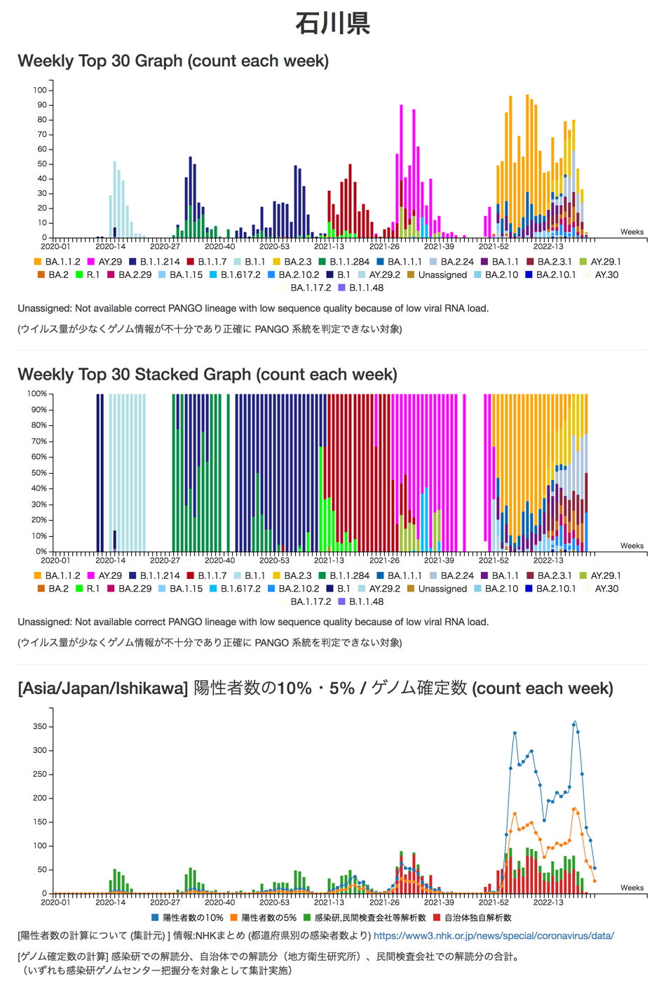 石川県
Weekly Top 30 Graph (count each week)
100
90
80
70
60
50
40
30
20
10
0
Weeks
2020-01 2020-14 2020-27 2020-40 2020-53 2021-13 2021-26 2021-39 2021-52 2022-13
BA.1.1.2 AY.29 B.1.1.214 B.1.1.7 B.1.1 BA.2.3 B.1.1.284 BA.1.1.1 BA.2.24 BA.1.1 BA.2.3.1 AY.29.1
BA.2 R.1 BA.2.29 BA.1.15 B.1.617.2 BA.2.10.2 B.1 AY.29.2 Unassigned BA.2.10 BA.2.10.1 AY.30
BA.1.17.2 B.1.1.48
Unassigned: Not available correct PANGO lineage with low sequence quality because of low viral RNA load.
(ウイルス量が少なくゲノム情報が不十分であり正確に PANGO 系統を判定できない対象)
Weekly Top 30 Stacked Graph (count each week)
100%
90%
80%
70%
60%
50%
40%
30%
20%
10%
0%
Weeks
2020-01 2020-14 2020-27 2020-40 2020-53 2021-13 2021-26 2021-39 2021-52 2022-13
BA.1.1.2 AY.29 B.1.1.214 B.1.1.7 B.1.1 BA.2.3 B.1.1.284 BA.1.1.1 BA.2.24 BA.1.1 BA.2.3.1 AY.29.1
BA.2 R.1 BA.2.29 BA.1.15 B.1.617.2 BA.2.10.2 B.1 AY.29.2 Unassigned BA.2.10 BA.2.10.1 AY.30
BA.1.17.2 B.1.1.48
Unassigned: Not available correct PANGO lineage with low sequence quality because of low viral RNA load.
(ウイルス量が少なくゲノム情報が不十分であり正確に PANGO 系統を判定できない対象)
[Asia/Japan/Ishikawa] 陽性者数の10%・5% / ゲノム確定数 (count each week)
350
300
250
200
150
100
50
0
Weeks
2020-01 2020-14 2020-27 2020-40 2020-53 2021-13 2021-26 2021-39 2021-52 2022-13
陽性者数の10% 陽性者数の5% 感染研,民間検査会社等解析数 自治体独自解析数
[陽性者数の計算について (集計元) ] 情報:NHKまとめ (都道府県別の感染者数より) https://www3.nhk.or.jp/news/special/coronavirus/data/
[ゲノム確定数の計算] 感染研での解読分、自治体での解読分（地方衛生研究所）、民間検査会社での解読分の合計。
（いずれも感染研ゲノムセンター把握分を対象として集計実施）